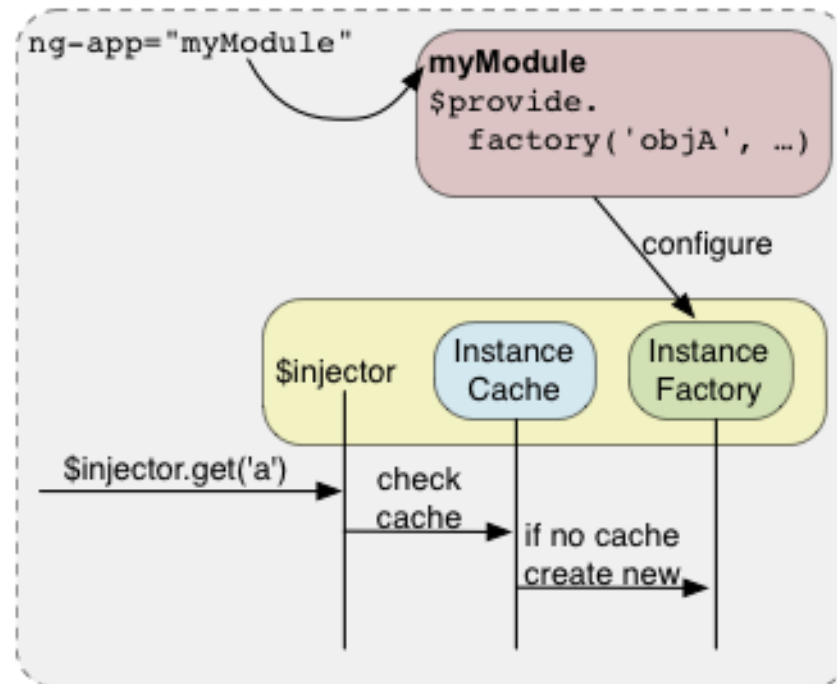 ng-app="myModule"
myModule
$provide.
factory('objA', …)
configure
$injector
Instance
Cache
Instance
Factory
$injector.get('a')
check
cache
if no cache
create new